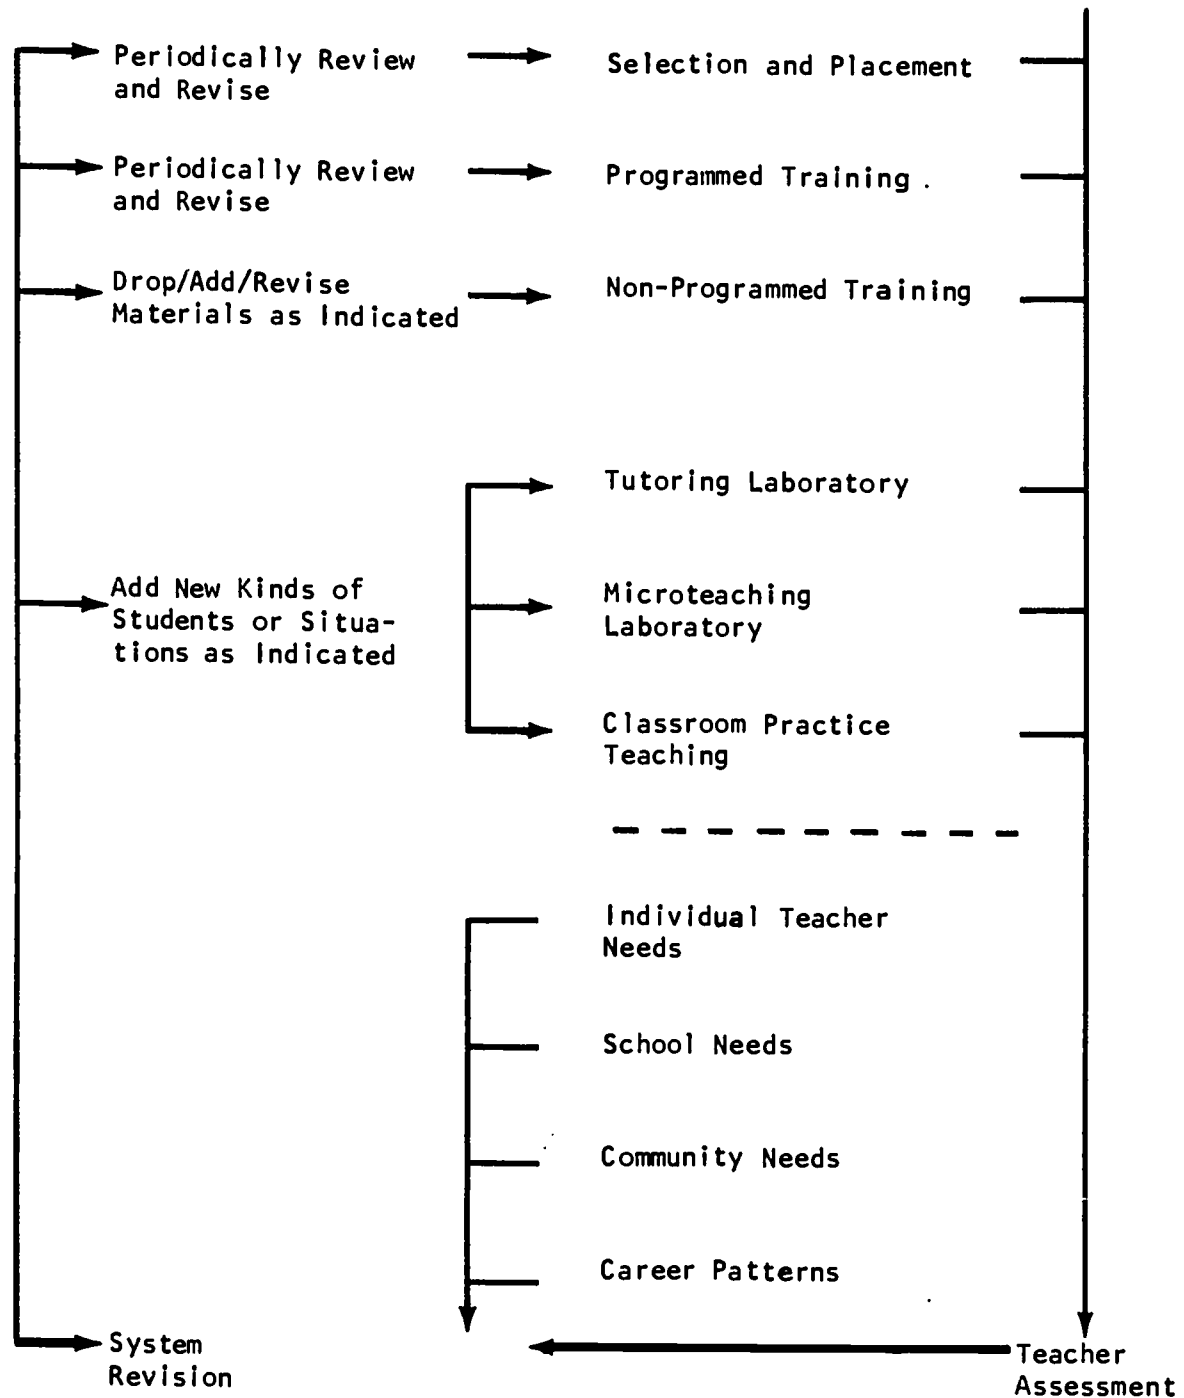 Periodically Review
and Revise
Selection and Placement
Periodically Review
and Revise
Programmed Training .
Drop/Add/Revise
Materials as Indicated
Non-Programmed Training
Tutoring Laboratory
Add New Kinds of
Students or Situa-
tions as Indicated
Microteaching
Laboratory
Classroom Practice
Teaching
Individual Teacher
Needs
School Needs
Community Needs
Career Patterns
System
Revision
Teacher
Assessment